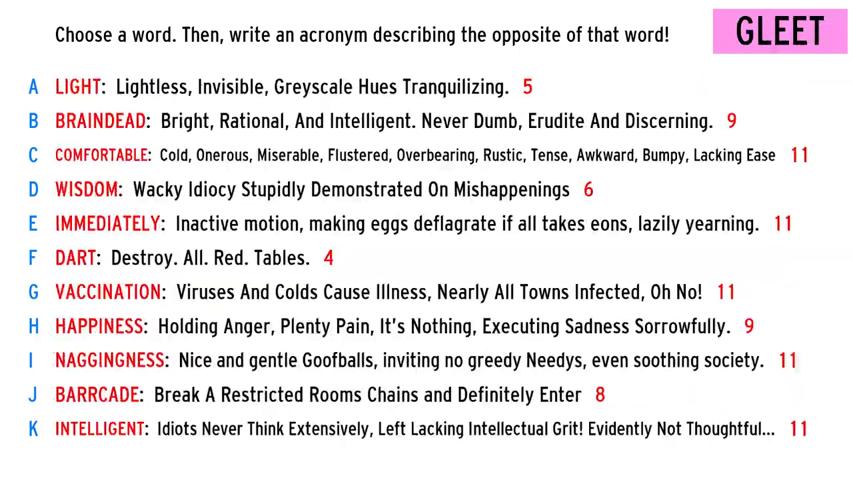 Choose a word. Then, write an acronym describing the opposite of that word!
GLEET
A LIGHT: Lightless, Invisible, Greyscale Hues Tranquilizing. 5
B BRAINDEAD: Bright, Rational, And Intelligent. Never Dumb, Erudite And Discerning. 9
C COMFORTABLE: Cold, Onerous, Miserable, Flustered, Overbearing, Rustic, Tense, Awkward, Bumpy, Lacking Ease 11
D WISDOM: Wacky Idiocy Stupidly Demonstrated On Mishappenings 6
E IMMEDIATELY: Inactive motion, making eggs deflagrate if all takes eons, lazily yearning. 11
F DART: Destroy. All. Red. Tables. 4
G VACCINATION: Viruses And Colds Cause Illness, Nearly All Towns Infected, Oh No! 11
H HAPPINESS: Holding Anger, Plenty Pain, It's Nothing, Executing Sadness Sorrowfully. 9
I NAGGINGNESS: Nice and gentle Goofballs, inviting no greedy Needys, even soothing society. 11
J BARRCADE: Break A Restricted Rooms Chains and Definitely Enter 8
K INTELLIGENT: Idiots Never Think Extensively, Left Lacking Intellectual Grit! Evidently Not Thoughtful... 11